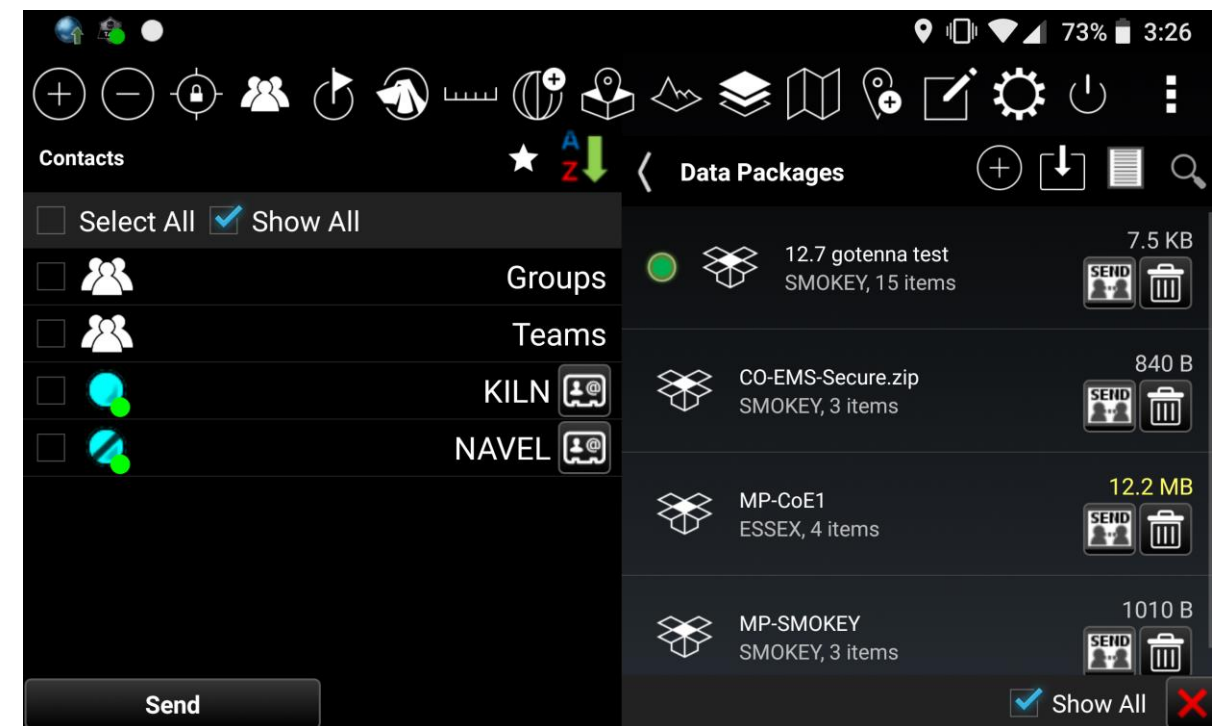 73% 3:26
Contacts
A
Z
Data Packages
Select All Show All
Groups
Teams
KILN
NAVEL
Send
12.7 gotenna test
SMOKEY, 15 items
7.5 KB
SEND
CO-EMS-Secure.zip
SMOKEY, 3 items
840 B
SEND
MP-CoE1
ESSEX, 4 items
12.2 MB
SEND
MP-SMOKEY
SMOKEY, 3 items
1010 B
SEND
Show All